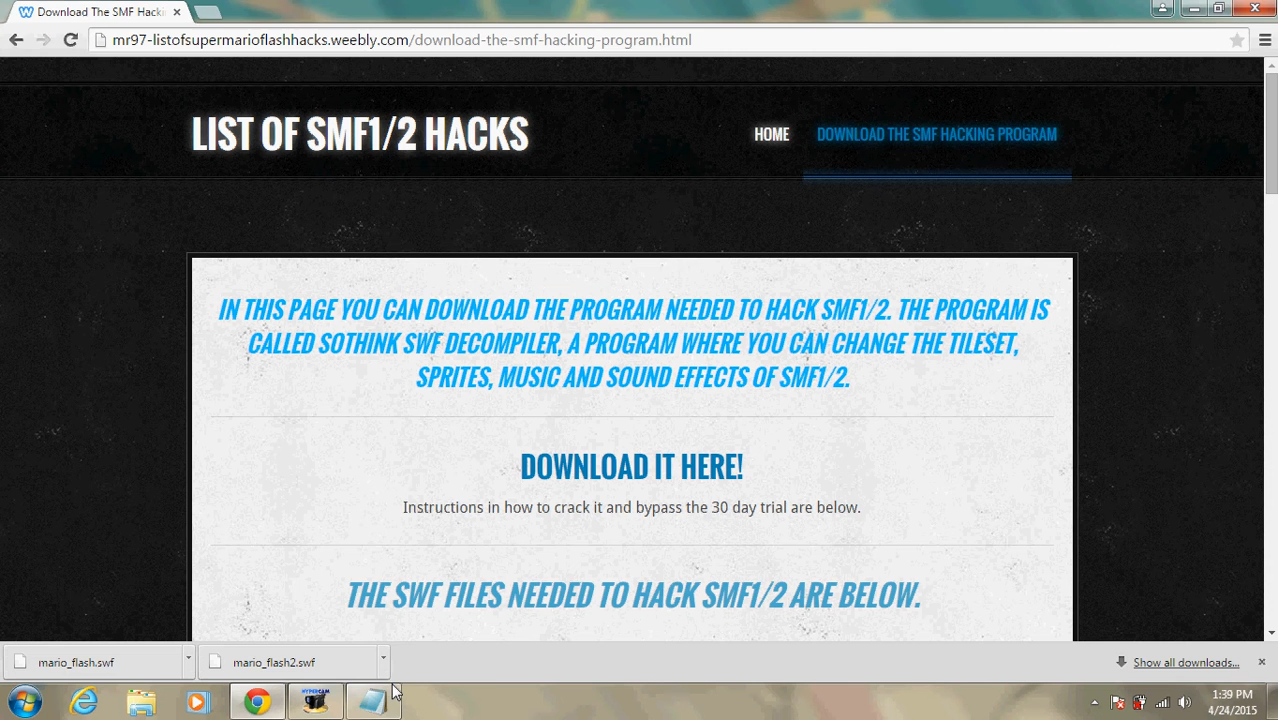 Download The SMF Hackin
mr97-listofsupermarioflashhacks.weebly.com/download-the-smf-hacking-program.html
LIST OF SMF1/2 HACKS
HOME
DOWNLOAD THE SMF HACKING PROGRAM
IN THIS PAGE YOU CAN DOWNLOAD THE PROGRAM NEEDED TO HACK SMF1/2. THE PROGRAM IS
CALLED SOTHINK SWF DECOMPILER, A PROGRAM WHERE YOU CAN CHANGE THE TILESET,
SPRITES, MUSIC AND SOUND EFFECTS OF SMF1/2.
DOWNLOAD IT HERE!
Instructions in how to crack it and bypass the 30 day trial are below.
THE SWF FILES NEEDED TO HACK SMF1/2 ARE BELOW.
mario_flash.swf
mario_flash2.swf
Show all downloads...
HYPERCAM
1:39 PM
4/24/2015